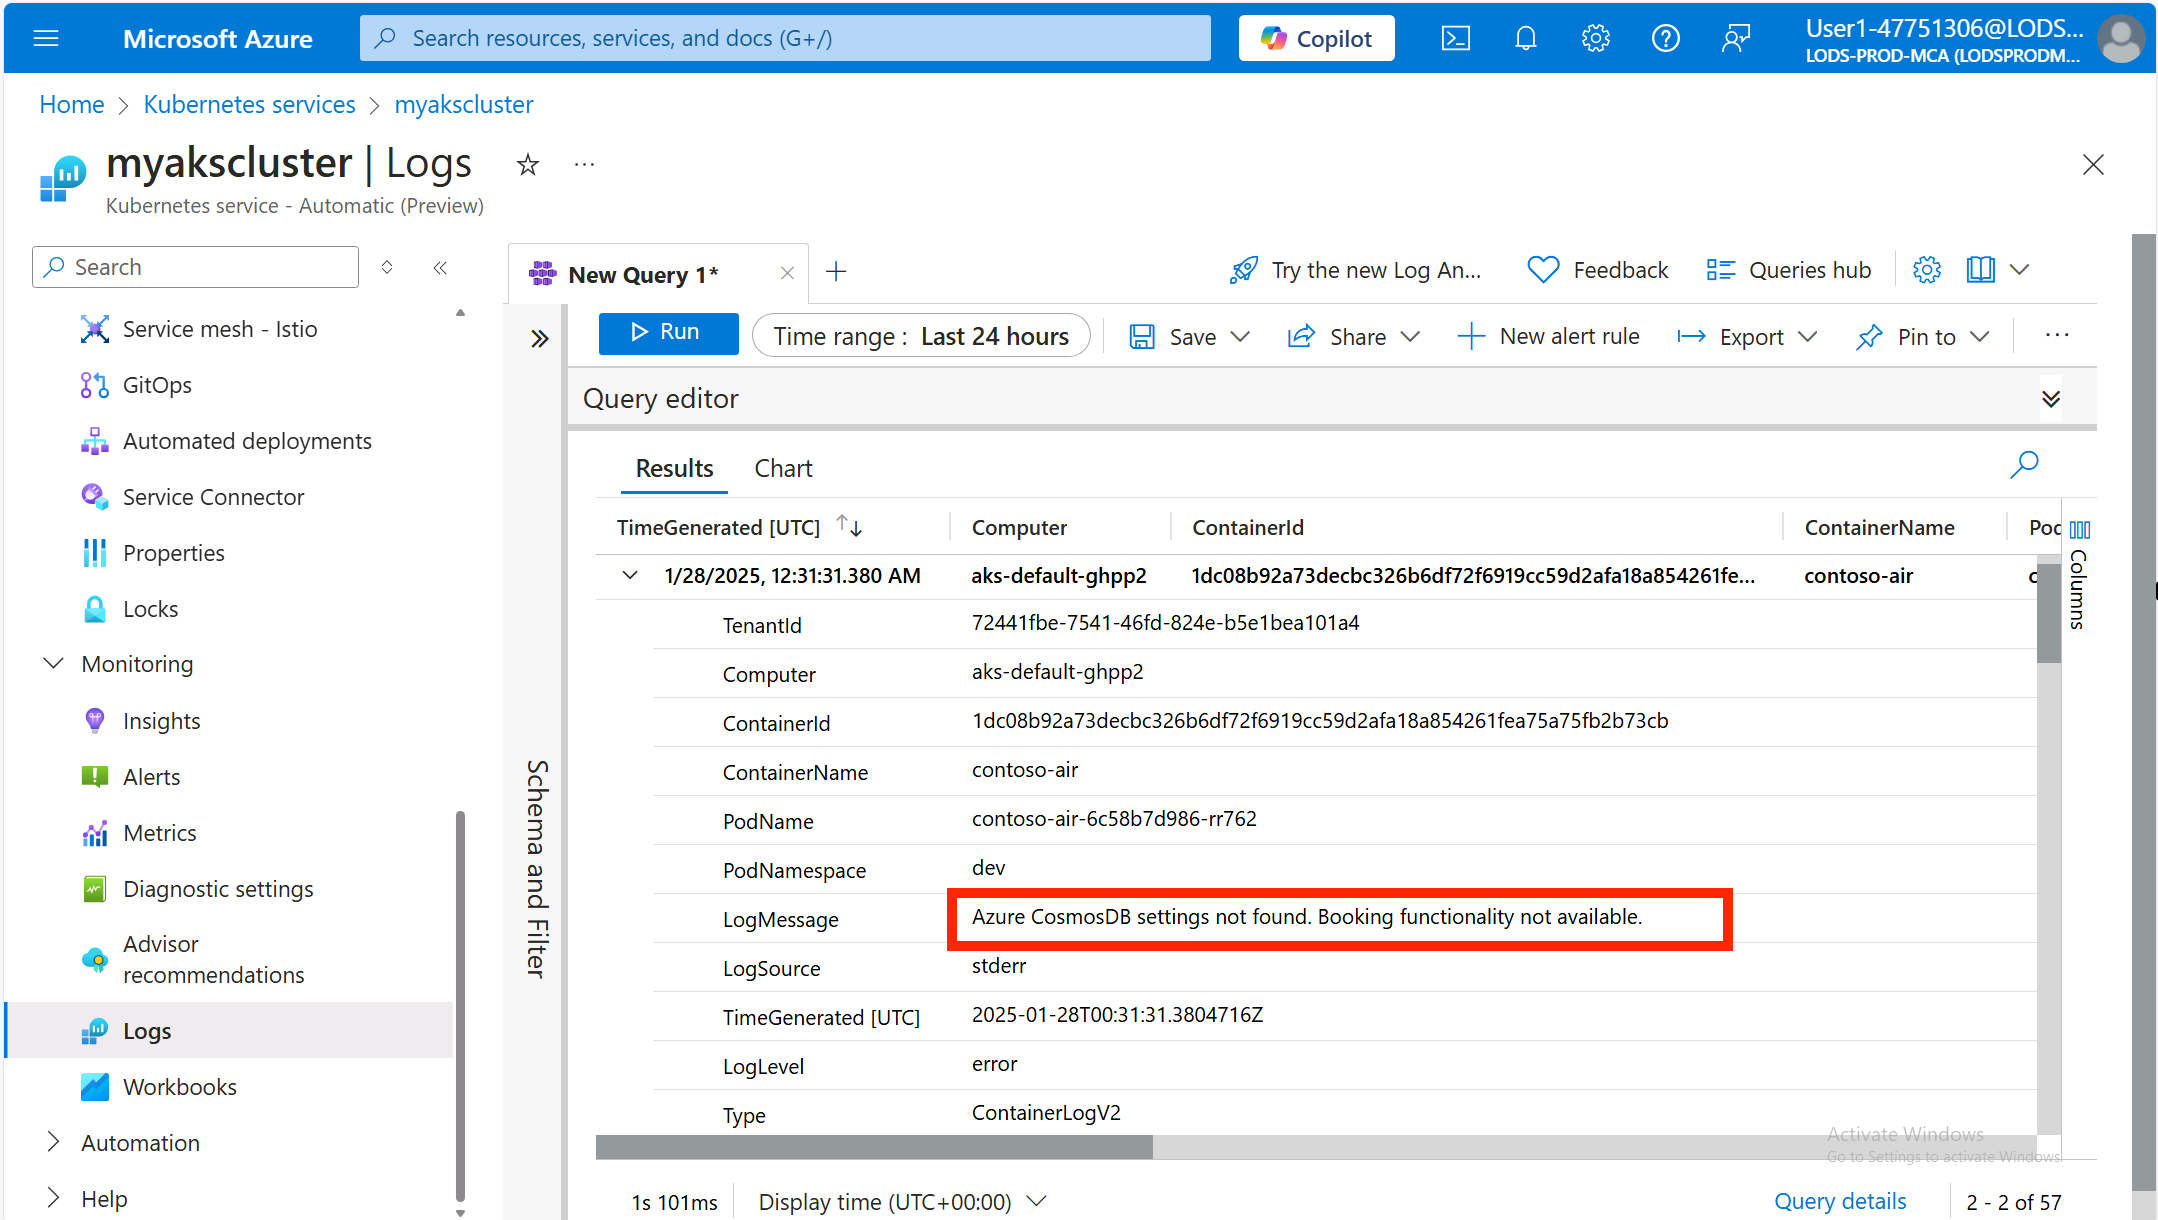 Microsoft Azure
Search resources, services, and docs (G+/)
Copilot
User1-47751306@LODS...
LODS-PROD-MCA (LODSPRODM...
Home > Kubernetes services > myakscluster
myakscluster | Logs
Kubernetes service - Automatic (Preview)
Search
Service mesh - Istio
GitOps
Automated deployments
Service Connector
Properties
Locks
Monitoring
Insights
Alerts
Metrics
Diagnostic settings
Advisor
recommendations
Logs
Workbooks
Automation
Help
New Query 1*
Try the new Log An...
Feedback
Queries hub
Run
Time range : Last 24 hours
Save
Share
New alert rule
Export
Pin to
Query editor
Schema and Filter
Results
Chart
TimeGenerated [UTC] Computer ContainerId ContainerName Poc
1/28/2025, 12:31:31.380 AM aks-default-ghpp2 1dc08b92a73decbc326b6df72f6919cc59d2afa18a854261fe... contoso-air c
TenantId 72441fbe-7541-46fd-824e-b5e1bea101a4
Computer aks-default-ghpp2
ContainerId 1dc08b92a73decbc326b6df72f6919cc59d2afa18a854261fea75a75fb2b73cb
ContainerName contoso-air
PodName contoso-air-6c58b7d986-rr762
PodNamespace dev
LogMessage Azure CosmosDB settings not found. Booking functionality not available.
LogSource stderr
TimeGenerated [UTC] 2025-01-28T00:31:31.3804716Z
LogLevel error
Type ContainerLogV2
Columns
Activate Windows
Go to Settings to activate Windows.
1s 101ms
Display time (UTC+00:00)
Query details
2 - 2 of 57